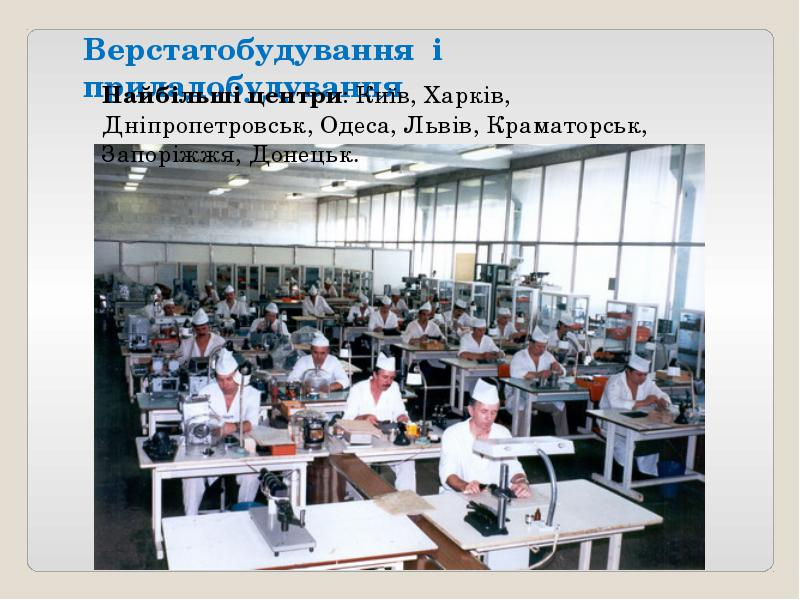 Верстатобудування і
приладобудування
Найбільші центри: Київ, Харків,
Дніпропетровськ, Одеса, Львів, Краматорськ,
Запоріжжя, Донецьк.